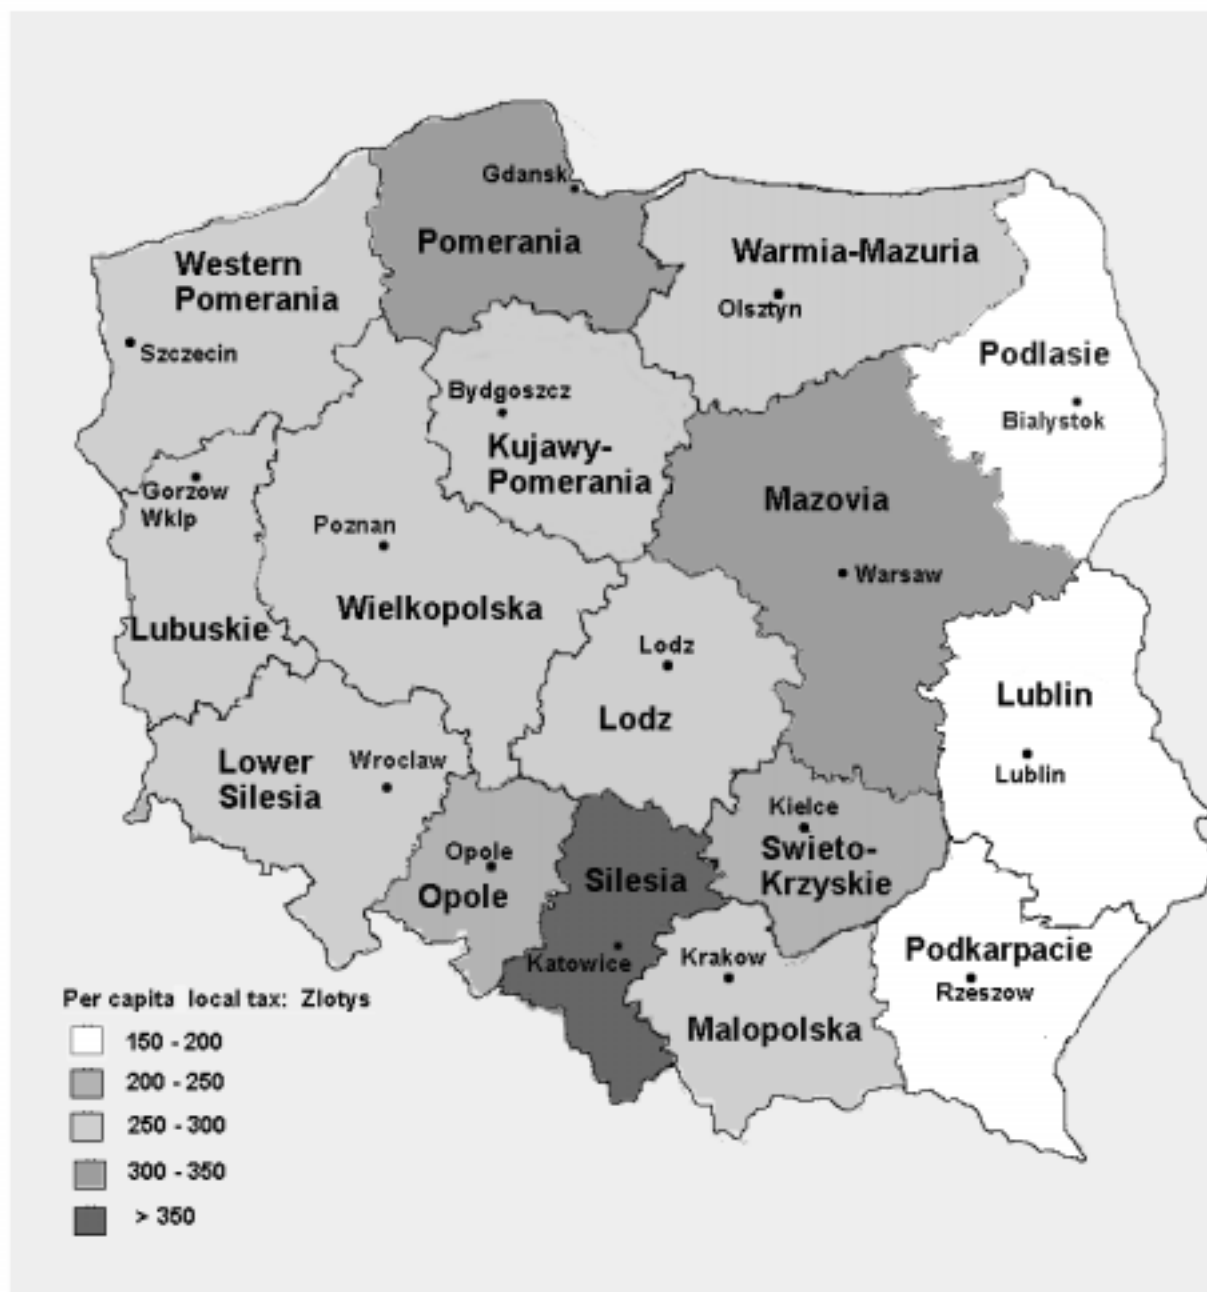 Gdansk
Pomerania
Western
Pomerania
Szczecin
Warmia-Mazuria
Olsztyn
Podlasie
Bialystok
Bydgoszcz
Kujawy-
Pomerania
Gorzow
Wklp
Poznan
Mazovia
Warsaw
Lubuskie
Wielkopolska
Lodz
Lodz
Lublin
Lublin
Lower
Silesia
Wroclaw
Opole
Opole
Silesia
Katowice
Kielce
Swieto-
Krzyskie
Krakow
Malopolska
Podkarpacie
Rzeszow
Per capita local tax: Zlotys
150 - 200
200 - 250
250 - 300
300 - 350
> 350